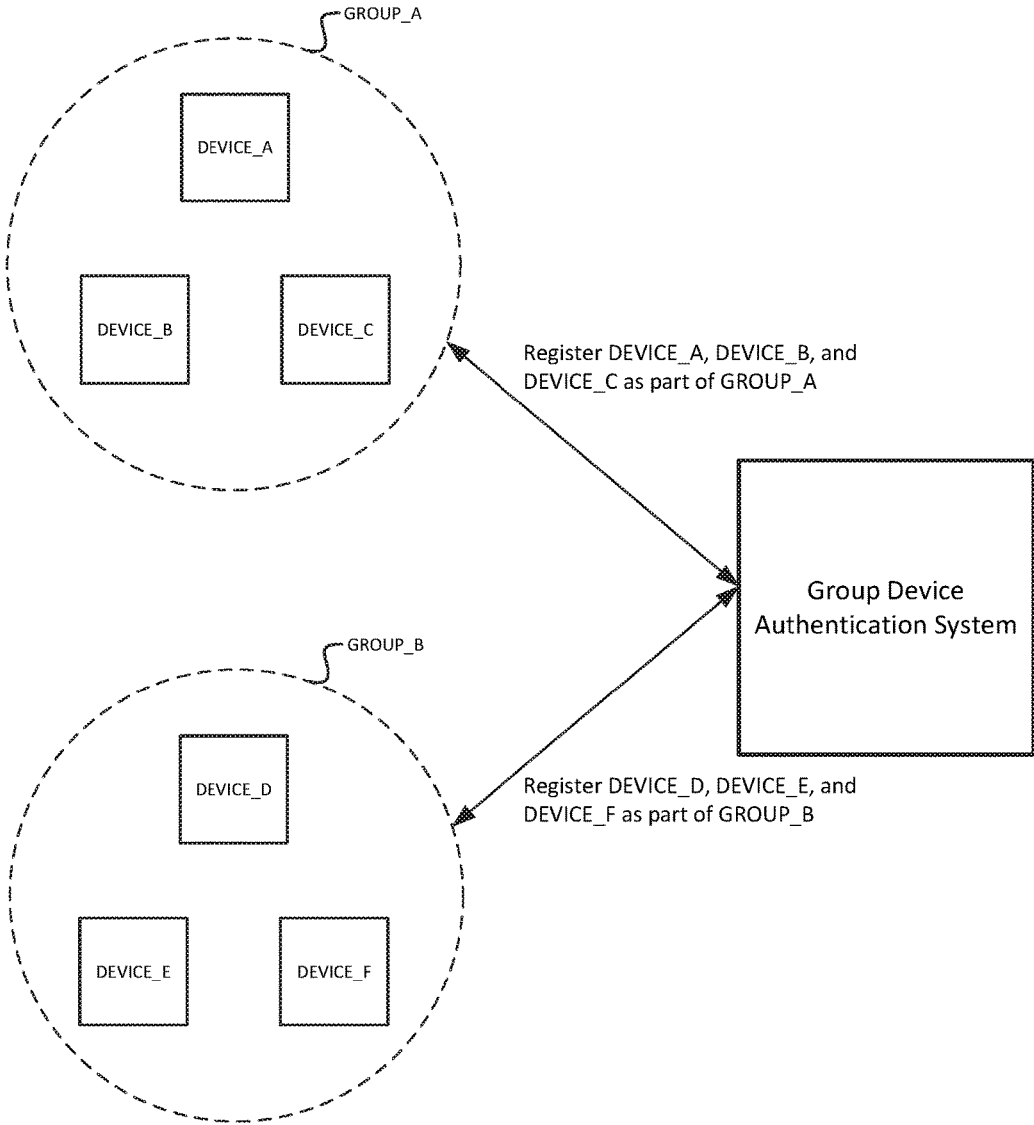 GROUP_A
DEVICE_A
DEVICE_B
DEVICE_C
Register DEVICE_A, DEVICE_B, and
DEVICE_C as part of GROUP_A
Group Device
Authentication System
GROUP_B
DEVICE_D
Register DEVICE_D, DEVICE_E, and
DEVICE_F as part of GROUP_B
DEVICE_E
DEVICE_F